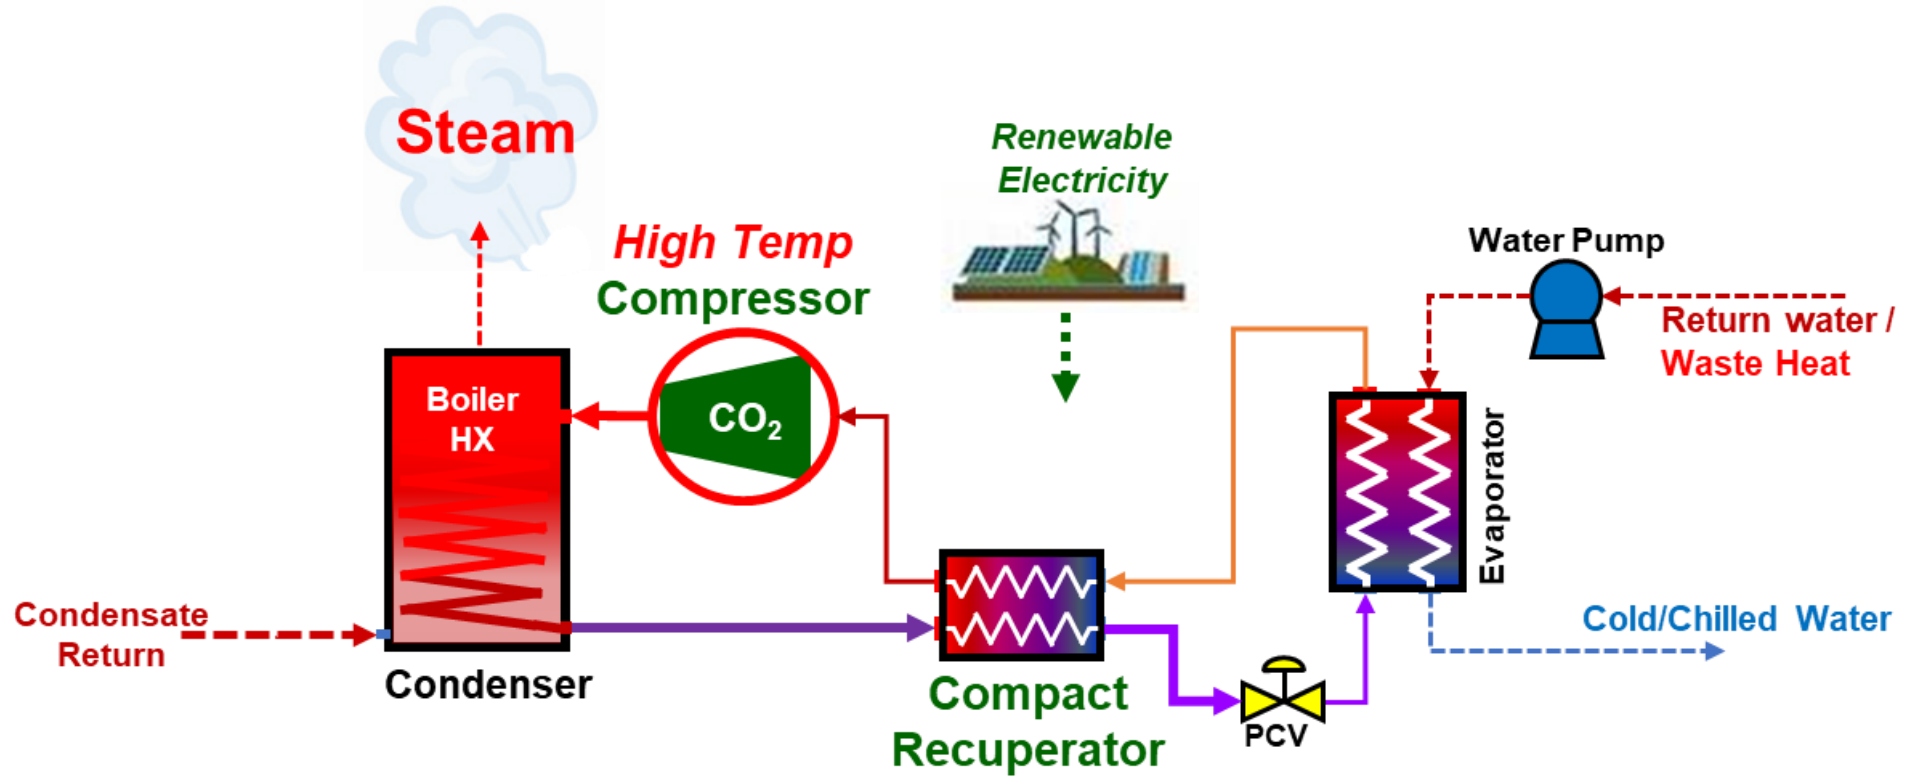 Steam
Renewable
Electricity
High Temp
Compressor
Water Pump
Return water /
Waste Heat
Boiler
HX
CO₂
Evaporator
Condensate
Return
Condenser
Compact
Recuperator
PCV
Cold/Chilled Water